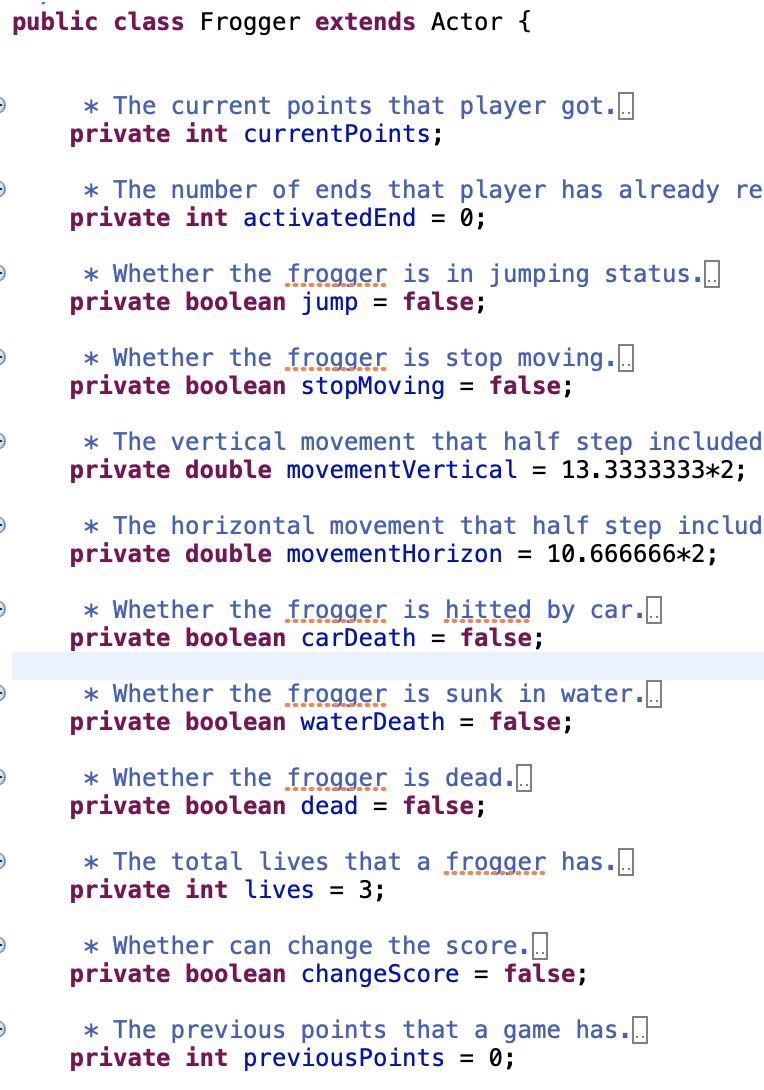 public class Frogger extends Actor {
* The current points that player got...
private int currentPoints;
* The number of ends that player has already re
private int activatedEnd = 0;
* Whether the frogger is in jumping status...
private boolean jump = false;
* Whether the frogger is stop moving...
private boolean stopMoving = false;
* The vertical movement that half step included
private double movementVertical = 13.3333333*2;
* The horizontal movement that half step includ
private double movementHorizon = 10.666666*2;
* Whether the frogger is hitted by car...
private boolean carDeath = false;
* Whether the frogger is sunk in water...
private boolean waterDeath = false;
* Whether the frogger is dead...
private boolean dead = false;
* The total lives that a frogger has...
private int lives = 3;
* Whether can change the score...
private boolean changeScore = false;
* The previous points that a game has...
private int previousPoints = 0;